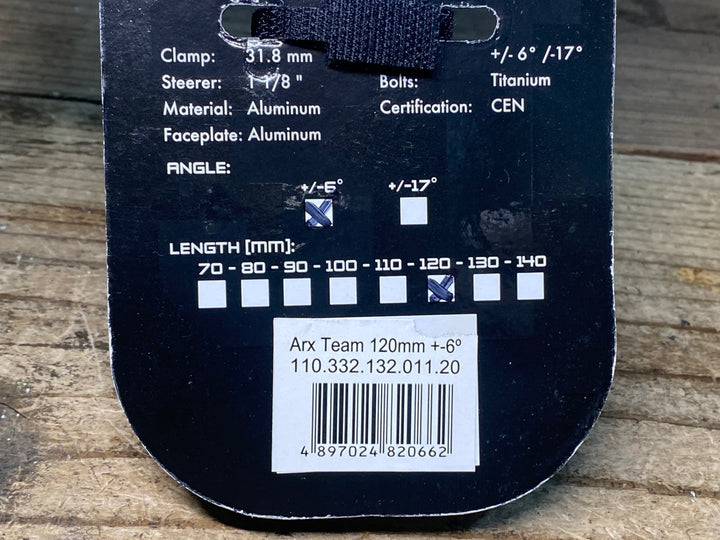 Clamp: 31.8 mm +/- 6° /-17°
Steerer: 1 1/8 " Bolts: Titanium
Material: Aluminum Certification: CEN
Faceplate: Aluminum
ANGLE:
+/-6° +/-17°
LENGTH [mm]:
70 - 80 - 90 - 100 - 110 - 120 - 130 - 140
Arx Team 120mm +-6º
110.332.132.011.20
4 897024 820662